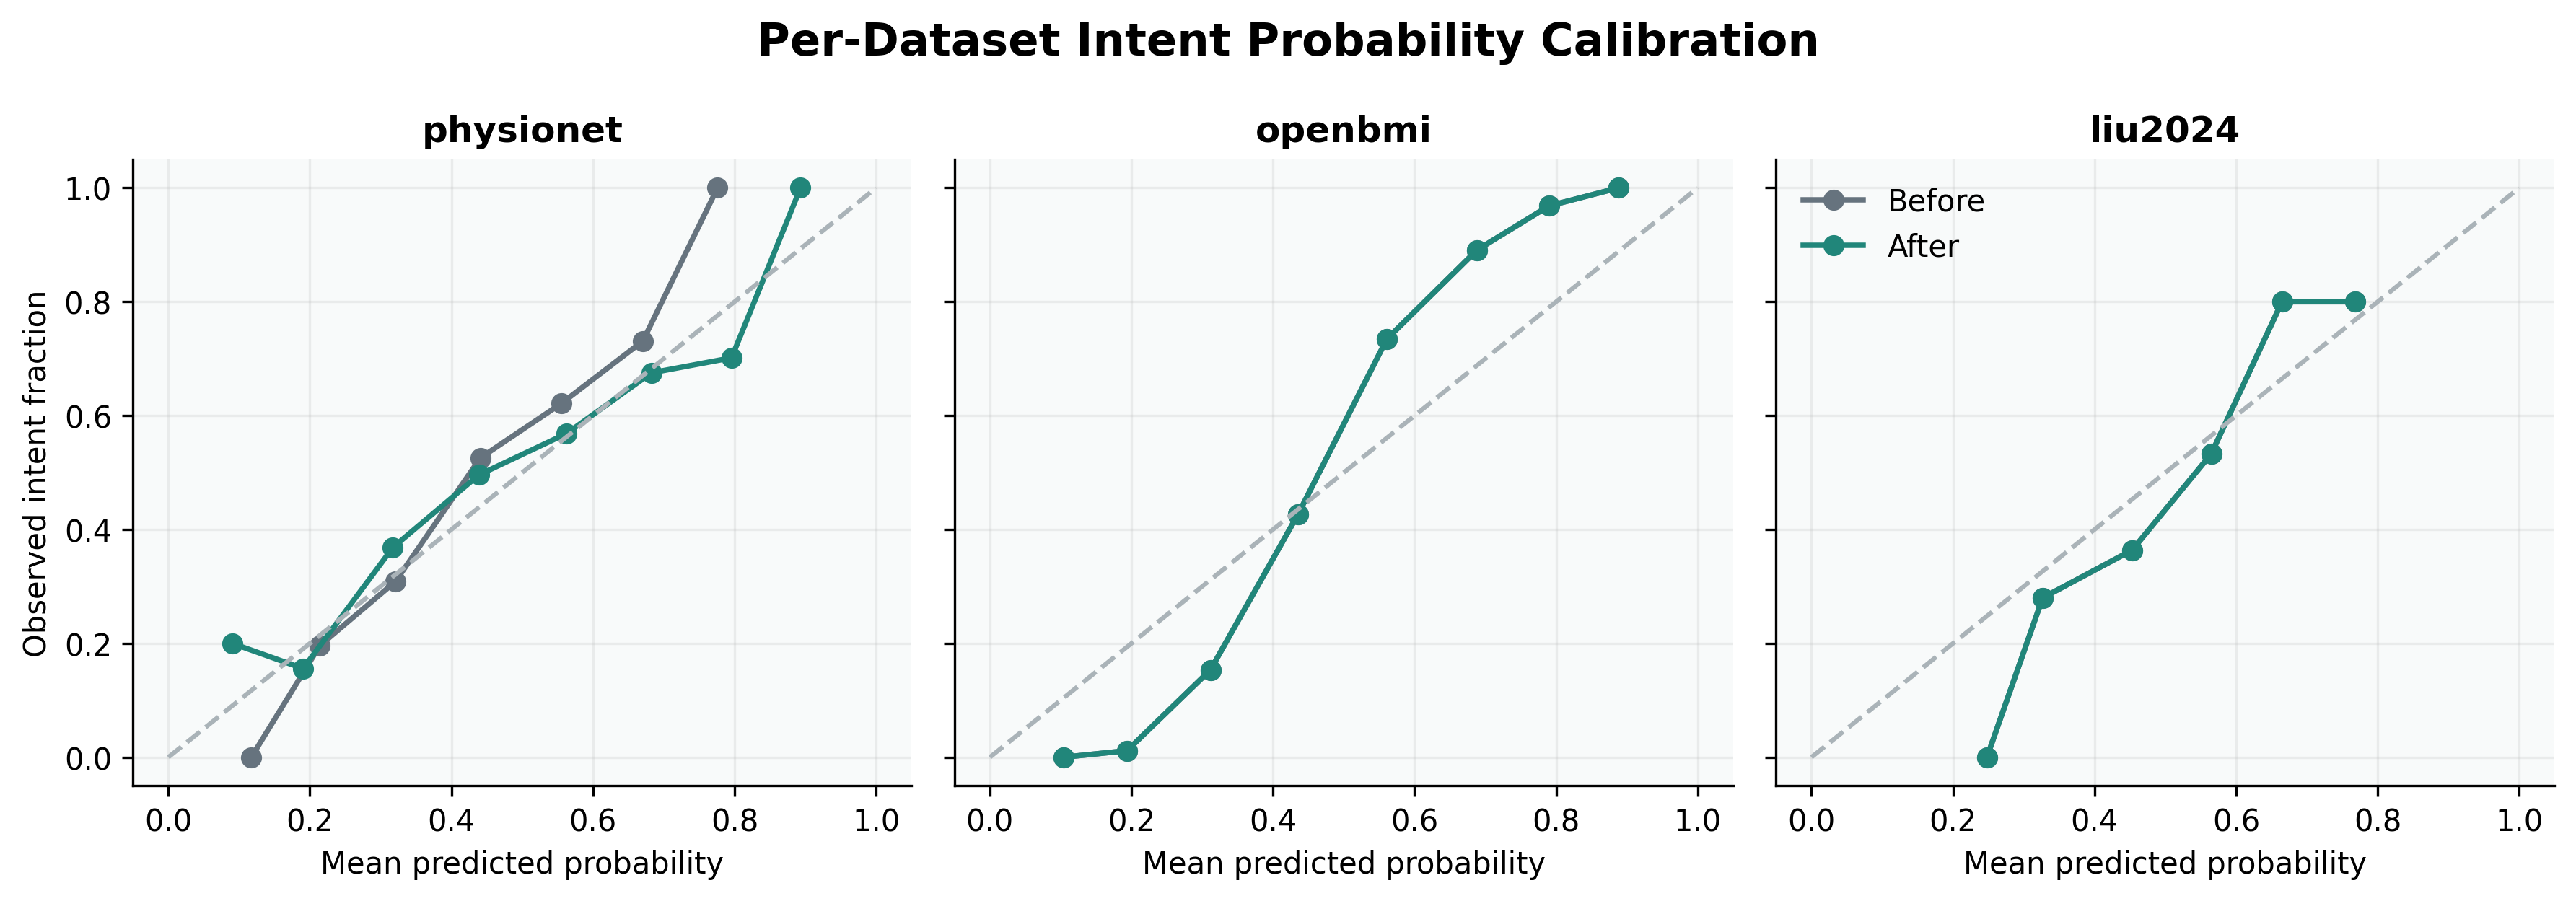 Per-Dataset Intent Probability Calibration
physionet
openbmi
liu2024
Observed intent fraction
1.0
0.8
0.6
0.4
0.2
0.0
Before
After
0.0 0.2 0.4 0.6 0.8 1.0
0.0 0.2 0.4 0.6 0.8 1.0
0.0 0.2 0.4 0.6 0.8 1.0
Mean predicted probability
Mean predicted probability
Mean predicted probability